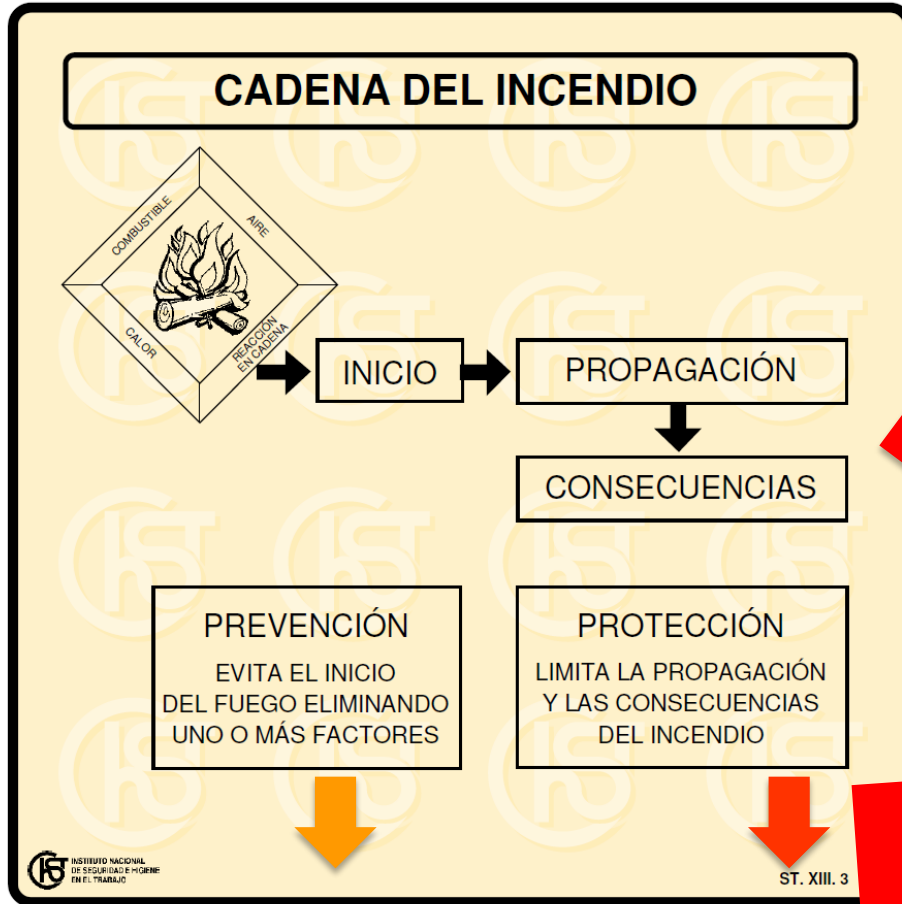 CADENA DEL INCENDIO
COMBUSTIBLE
AIRE
CALOR
REACCIÓN
EN CADENA
INICIO
PROPAGACIÓN
CONSECUENCIAS
PREVENCIÓN
EVITA EL INICIO
DEL FUEGO ELIMINANDO
UNO O MÁS FACTORES
PROTECCIÓN
LIMITA LA PROPAGACIÓN
Y LAS CONSECUENCIAS
DEL INCENDIO
INSTITUTO NACIONAL
DE SEGURIDAD E HIGIENE
EN EL TRABAJO
ST. XIII. 3